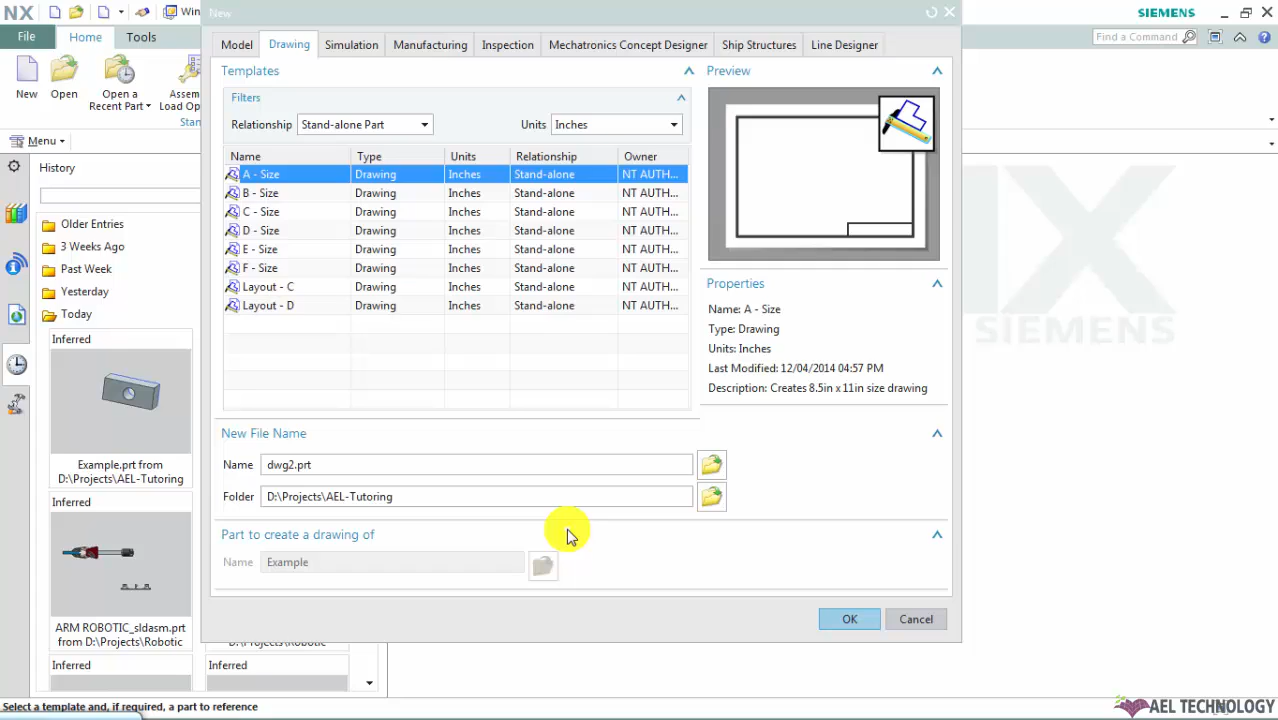 NX
Win
New
SIEMENS
File
Home
Tools
Model
Drawing
Simulation
Manufacturing
Inspection
Mechatronics Concept Designer
Ship Structures
Line Designer
Find a Command
New
Open
Open a
Recent Part
Assem
Load Op
Stan
Menu
Templates
Preview
Filters
Relationship
Stand-alone Part
Units
Inches
Name Type Units Relationship Owner
A - Size Drawing Inches Stand-alone NT AUTH...
B - Size Drawing Inches Stand-alone NT AUTH...
C - Size Drawing Inches Stand-alone NT AUTH...
D - Size Drawing Inches Stand-alone NT AUTH...
E - Size Drawing Inches Stand-alone NT AUTH...
F - Size Drawing Inches Stand-alone NT AUTH...
Layout - C Drawing Inches Stand-alone NT AUTH...
Layout - D Drawing Inches Stand-alone NT AUTH...
Properties
Name: A - Size
Type: Drawing
Units: Inches
Last Modified: 12/04/2014 04:57 PM
Description: Creates 8.5in x 11in size drawing
NX
SIEMENS
History
Older Entries
3 Weeks Ago
Past Week
Yesterday
Today
Inferred
Example.prt from
D:\Projects\AEL-Tutoring
Inferred
ARM ROBOTIC_sldasm.prt
from D:\Projects\Robotic
Inferred
Inferred
New File Name
Name
dwg2.prt
Folder
D:\Projects\AEL-Tutoring
Part to create a drawing of
Name
Example
OK
Cancel
Select a template and, if required, a part to reference
AEL TECHNOLOGY